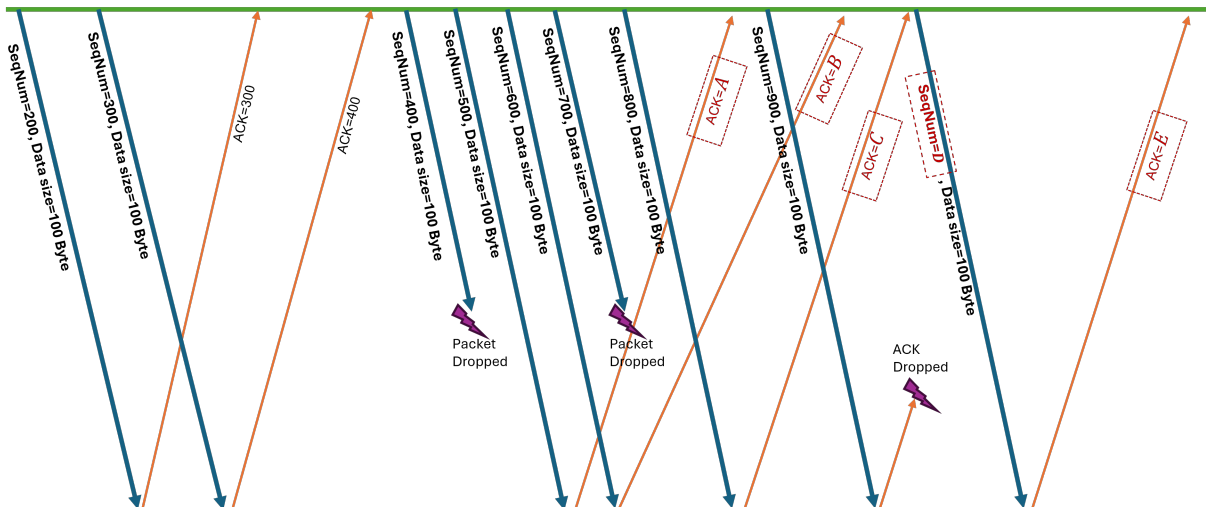 SeqNum=200, Data size=100 Byte
SeqNum=300, Data size=100 Byte
ACK=300
ACK=400
SeqNum=400, Data size=100 Byte
SeqNum=500, Data size=100 Byte
SeqNum=600, Data size=100 Byte
SeqNum=700, Data size=100 Byte
SeqNum=800, Data size=100 Byte
ACK=A
SeqNum=900, Data size=100 Byte
ACK=B
ACK=C
SeqNum=D, Data size=100 Byte
ACK=E
Packet
Dropped
Packet
Dropped
ACK
Dropped